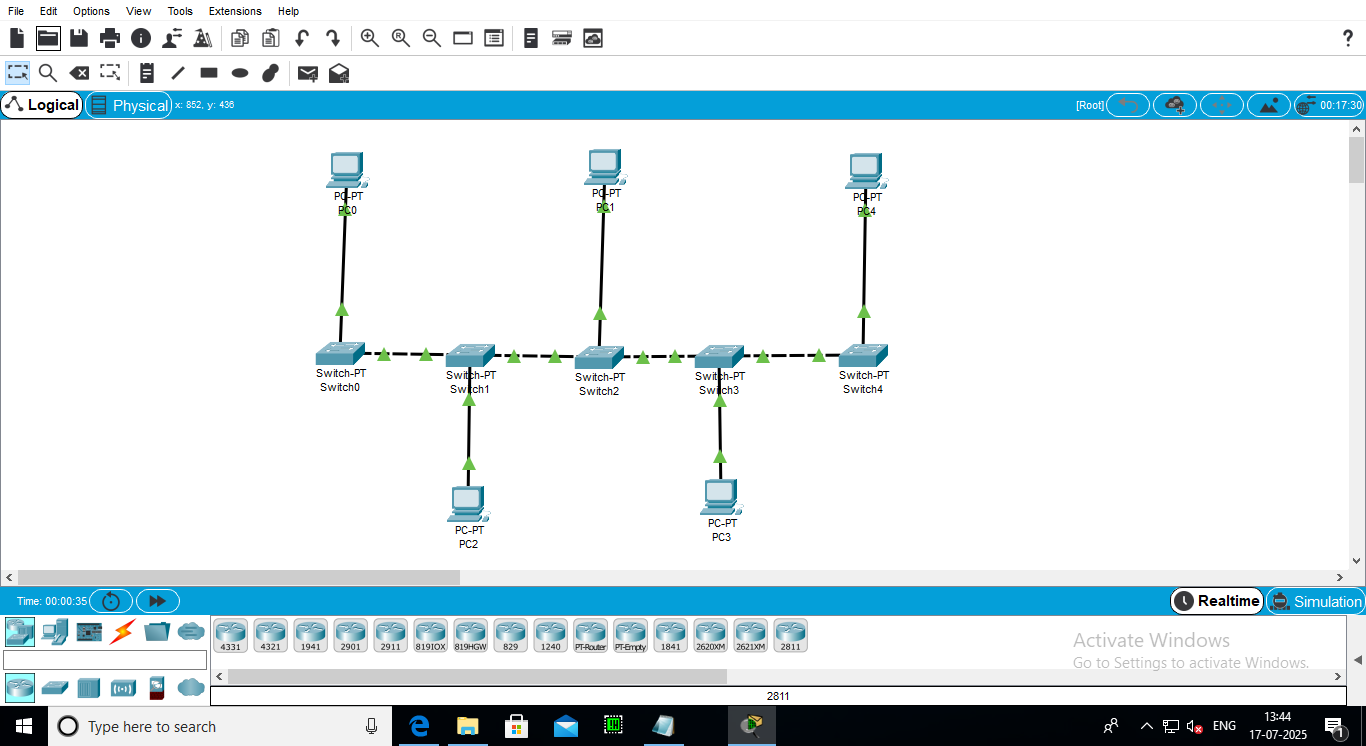 File Edit Options View Tools Extensions Help
?
Logical Physical x: 852, y: 436 [Root] 00:17:30
PC-PT
PC0
PC-PT
PC1
PC-PT
PC4
Switch-PT
Switch0
Switch-PT
Switch1
Switch-PT
Switch2
Switch-PT
Switch3
Switch-PT
Switch4
PC-PT
PC2
PC-PT
PC3
Time: 00:00:35 Realtime Simulation
4331 4321 1941 2901 2911 819IOX 819HGW 829 1240 PT-Router PT-Empty 1841 2620XM 2621XM 2811
Activate Windows
Go to Settings to activate Windows.
2811
Type here to search
ENG
13:44
17-07-2025
1